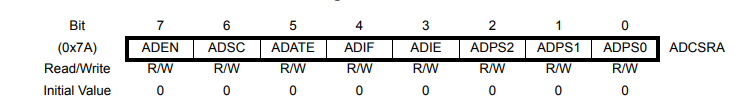 Bit 7 6 5 4 3 2 1 0
(0x7A) ADEN ADSC ADATE ADIF ADIE ADPS2 ADPS1 ADPS0 ADCSRA
Read/Write R/W R/W R/W R/W R/W R/W R/W R/W
Initial Value 0 0 0 0 0 0 0 0